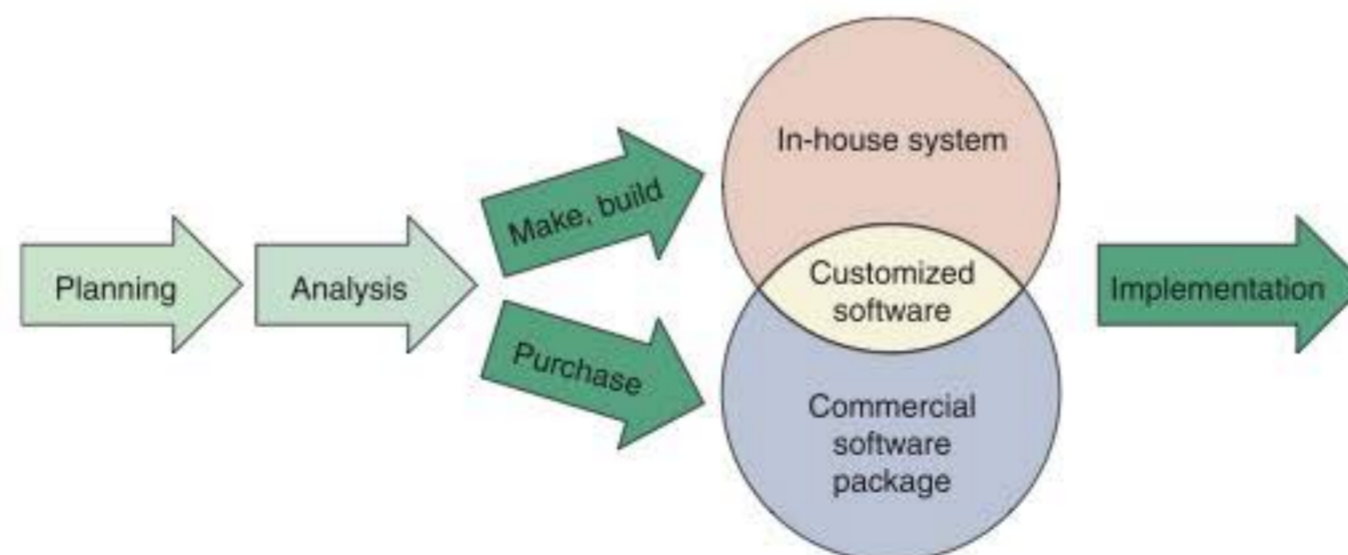 Planning
Analysis
Make, build
Purchase
In-house system
Customized
software
Commercial
software
package
Implementation